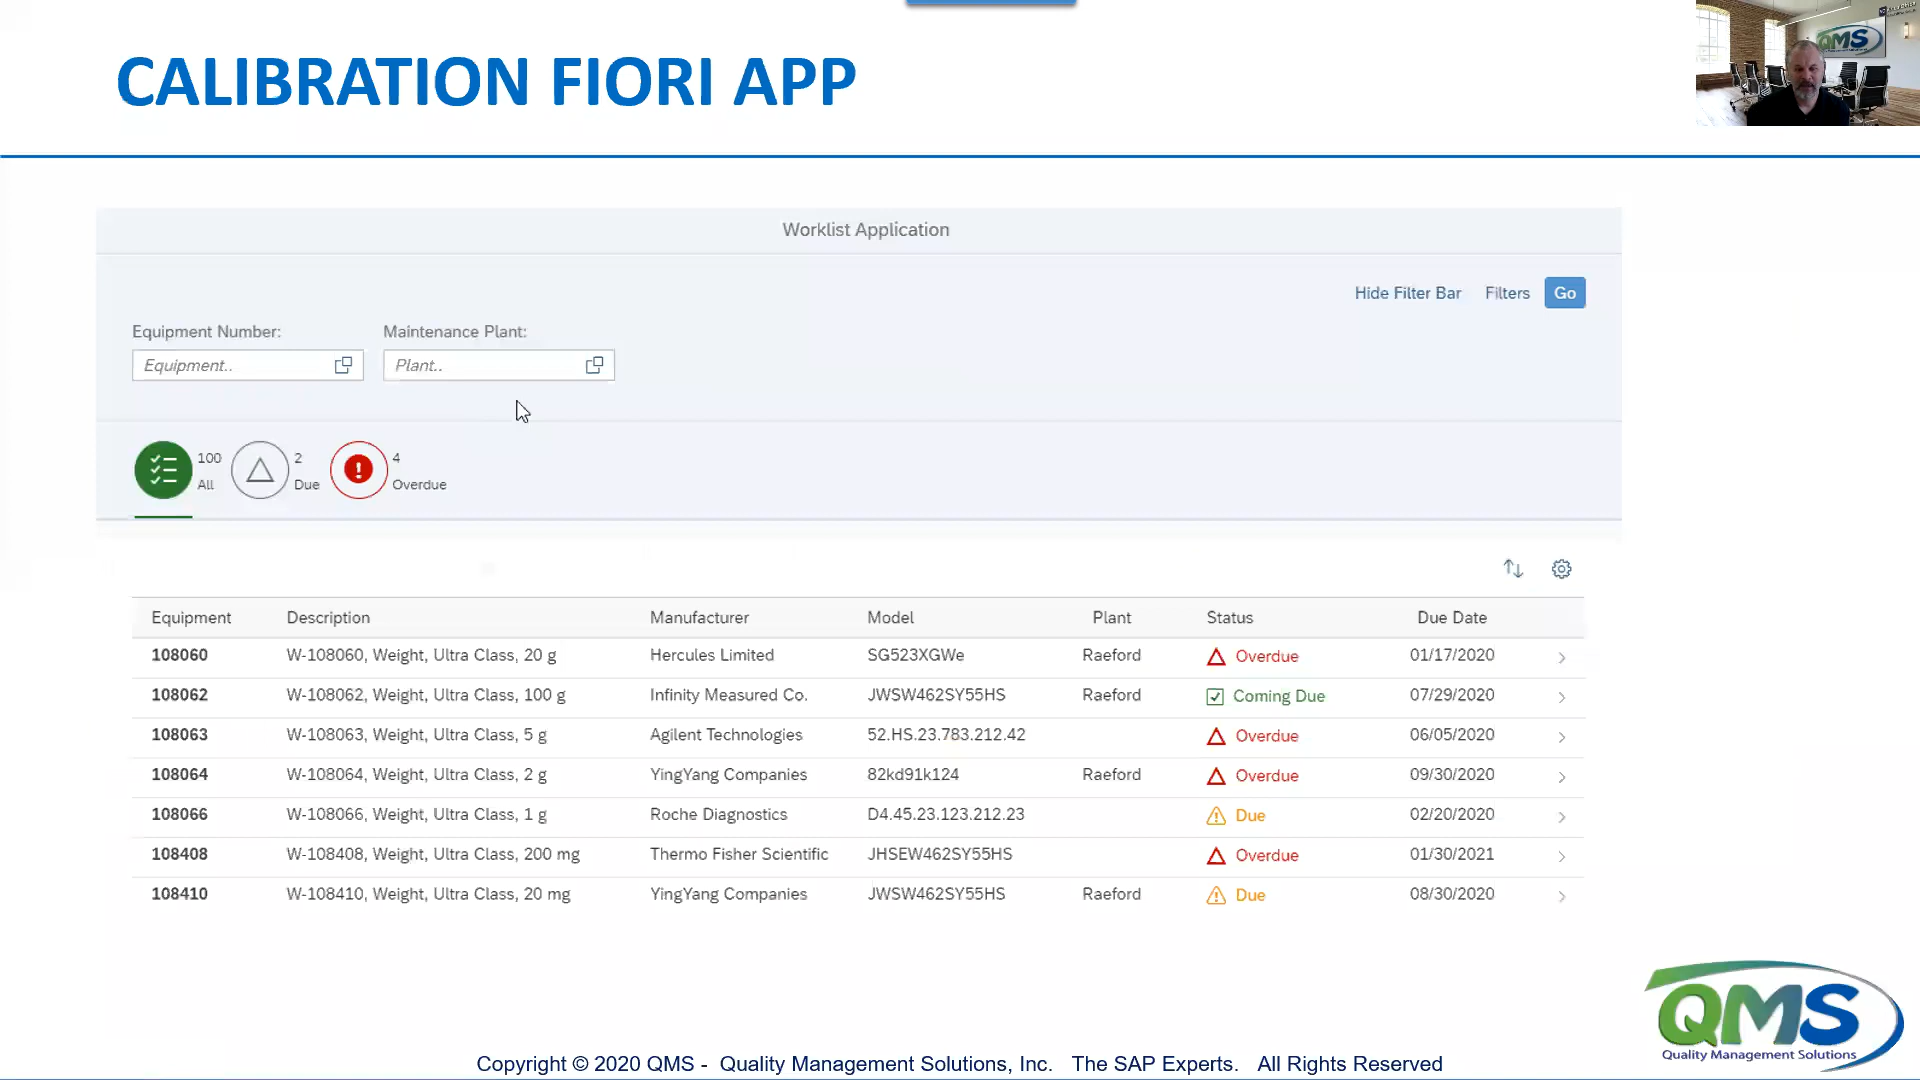 CALIBRATION FIORI APP
QMS
Worklist Application
Hide Filter Bar Filters Go
Equipment Number: Maintenance Plant:
Equipment.. Plant..
100 All 2 Due 4 Overdue
Equipment Description Manufacturer Model Plant Status Due Date
108060 W-108060, Weight, Ultra Class, 20 g Hercules Limited SG523XGWe Raeford Overdue 01/17/2020
108062 W-108062, Weight, Ultra Class, 100 g Infinity Measured Co. JWSW462SY55HS Raeford Coming Due 07/29/2020
108063 W-108063, Weight, Ultra Class, 5 g Agilent Technologies 52.HS.23.783.212.42 Overdue 06/05/2020
108064 W-108064, Weight, Ultra Class, 2 g YingYang Companies 82kd91k124 Raeford Overdue 09/30/2020
108066 W-108066, Weight, Ultra Class, 1 g Roche Diagnostics D4.45.23.123.212.23 Due 02/20/2020
108408 W-108408, Weight, Ultra Class, 200 mg Thermo Fisher Scientific JHSEW462SY55HS Overdue 01/30/2021
108410 W-108410, Weight, Ultra Class, 20 mg YingYang Companies JWSW462SY55HS Raeford Due 08/30/2020
QMS
Quality Management Solutions
Copyright © 2020 QMS - Quality Management Solutions, Inc. The SAP Experts. All Rights Reserved